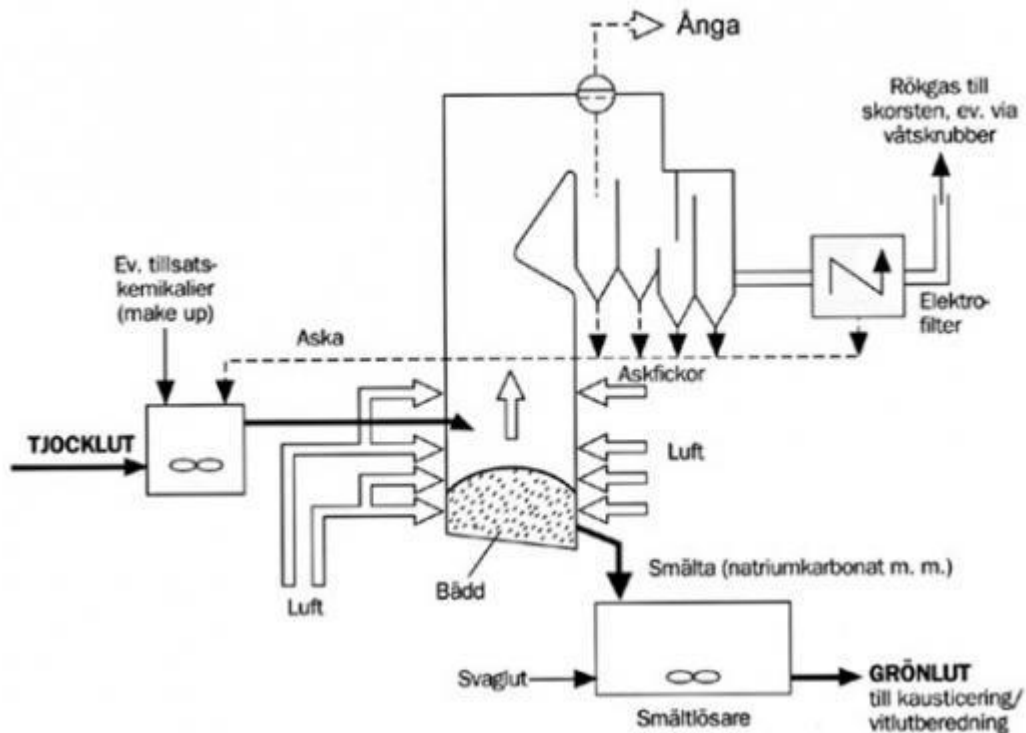 Ånga
Rökgas till
skorsten, ev. via
våtskrubber
Ev. tillsats-
kemikalier
(make up)
Elektro-
filter
Aska
Askfickor
TJOCKLUT
Luft
Bädd
Luft
Smälta (natriumkarbonat m. m.)
Svaglut
GRÖNLUT
till kausticering/
vitlutberedning
Smältlösare